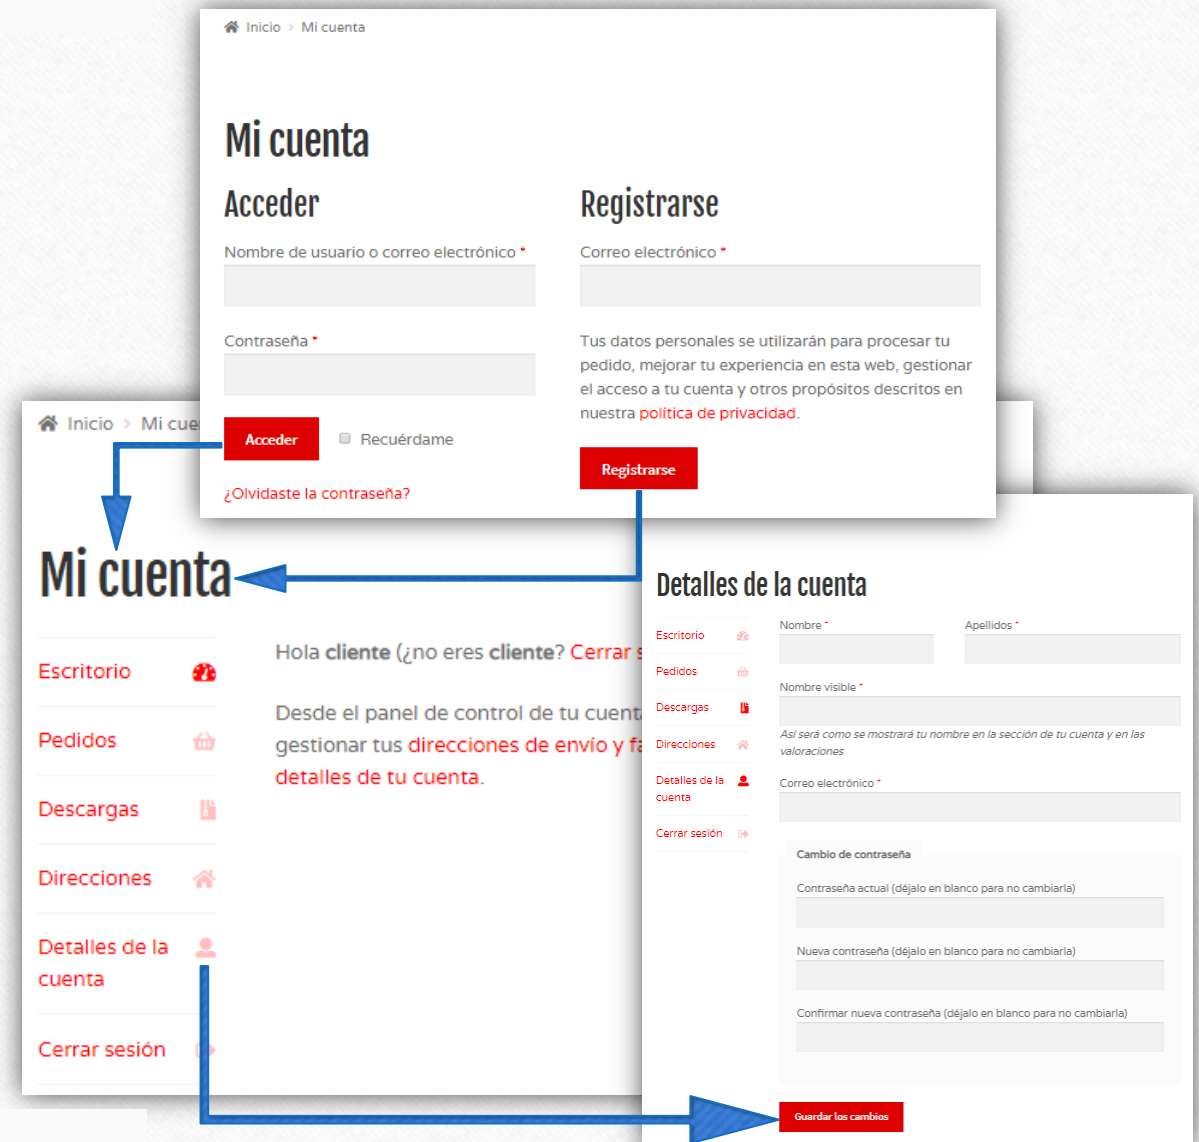 Inicio > Mi cuenta
Mi cuenta
Acceder
Nombre de usuario o correo electrónico *
Contraseña *
Acceder
Recuérdame
¿Olvidaste la contraseña?
Registrarse
Correo electrónico *
Tus datos personales se utilizarán para procesar tu
pedido, mejorar tu experiencia en esta web, gestionar
el acceso a tu cuenta y otros propósitos descritos en
nuestra política de privacidad.
Registrarse
Inicio > Mi cue
Mi cuenta
Escritorio
Pedidos
Descargas
Direcciones
Detalles de la
cuenta
Cerrar sesión
Hola cliente (¿no eres cliente? Cerrar s
Desde el panel de control de tu cuenta
gestionar tus direcciones de envío y fa
detalles de tu cuenta.
Detalles de la cuenta
Escritorio
Pedidos
Descargas
Direcciones
Detalles de la
cuenta
Cerrar sesión
Nombre *
Apellidos *
Nombre visible *
Así será como se mostrará tu nombre en la sección de tu cuenta y en las
valoraciones
Correo electrónico *
Cambio de contraseña
Contraseña actual (déjalo en blanco para no cambiarla)
Nueva contraseña (déjalo en blanco para no cambiarla)
Confirmar nueva contraseña (déjalo en blanco para no cambiarla)
Guardar los cambios